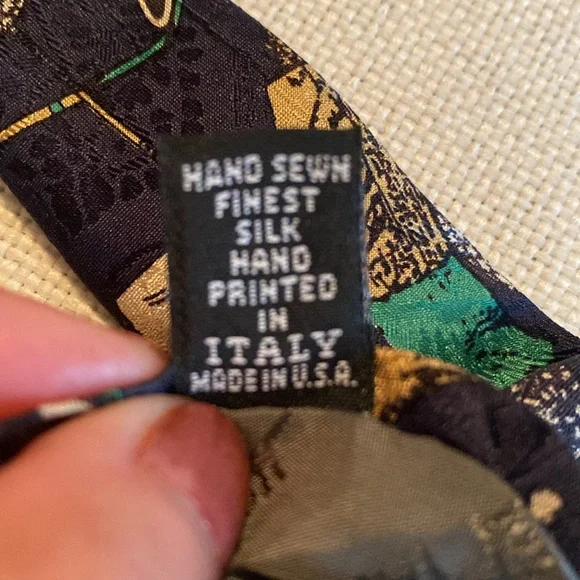 HAND SEWN
FINEST
SILK
HAND
PRINTED
IN
ITALY
MADE IN U.S.A.